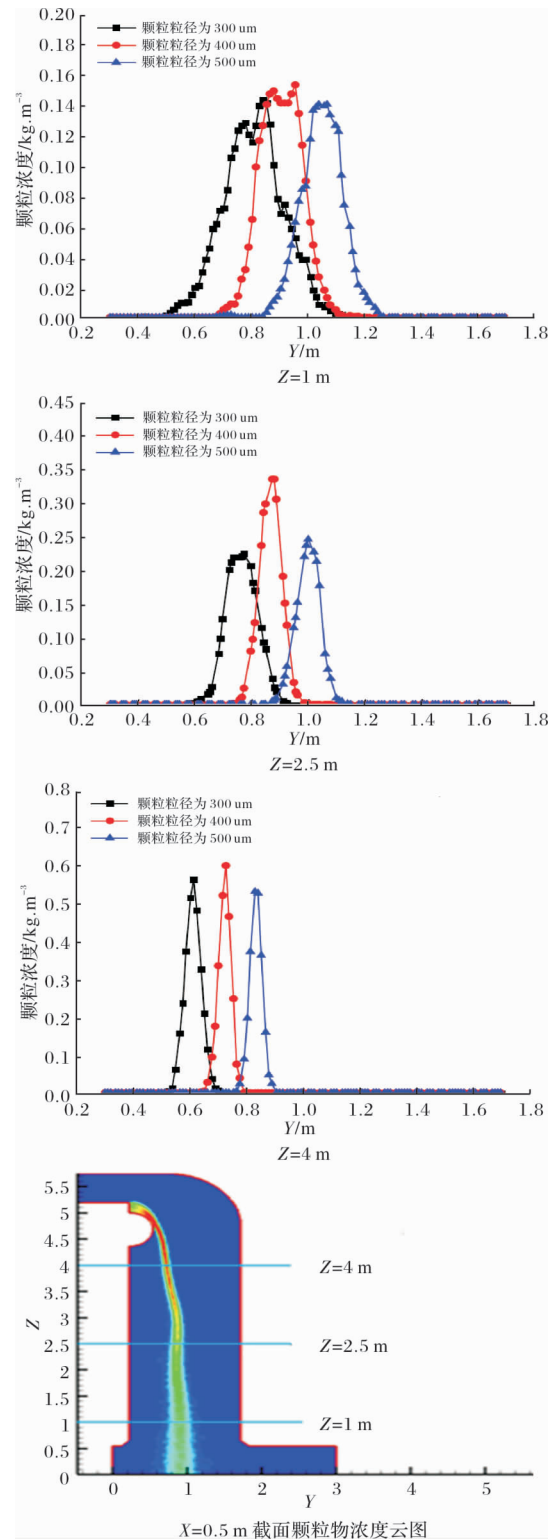 0.20
0.18
0.16
0.14
0.12
0.10
0.08
0.06
0.04
0.02
0.00
颗粒浓度/kg.m⁻³
颗粒粒径为 300 um
颗粒粒径为 400 um
颗粒粒径为 500 um
0.2 0.4 0.6 0.8 1.0 1.2 1.4 1.6 1.8
Y/m
Z=1 m
0.45
0.40
0.35
0.30
0.25
0.20
0.15
0.10
0.05
0.00
颗粒浓度/kg.m⁻³
颗粒粒径为 300 um
颗粒粒径为 400 um
颗粒粒径为 500 um
0.2 0.4 0.6 0.8 1.0 1.2 1.4 1.6 1.8
Y/m
Z=2.5 m
0.8
0.7
0.6
0.5
0.4
0.3
0.2
0.1
0.0
颗粒浓度/kg.m⁻³
颗粒粒径为 300 um
颗粒粒径为 400 um
颗粒粒径为 500 um
0.2 0.4 0.6 0.8 1.0 1.2 1.4 1.6 1.8
Y/m
Z=4 m
5.5
5
4.5
4
3.5
3
2.5
2
1.5
1
0.5
0
Z
Z=4 m
Z=2.5 m
Z=1 m
0 1 2 3 4 5
Y
X=0.5 m 截面颗粒物浓度云图